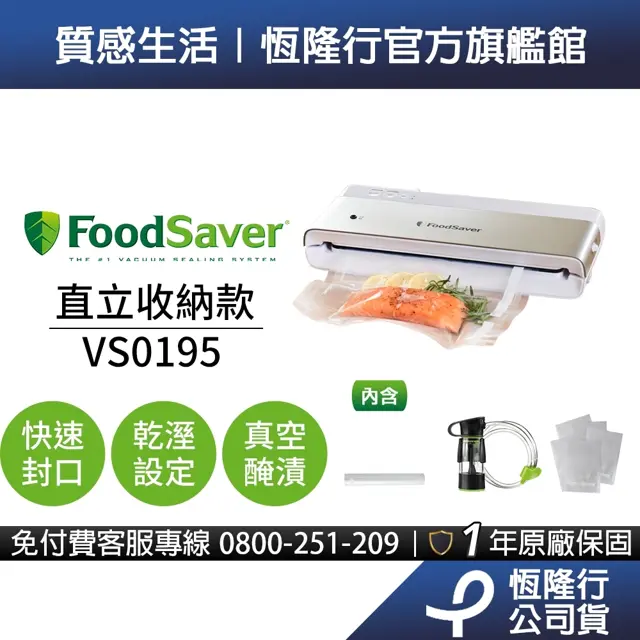 質感生活｜恆隆行官方旗艦館
FoodSaver®
THE #1 VACUUM SEALING SYSTEM
直立收納款
VS0195
FoodSaver
內含
快速
封口
乾溼
設定
真空
醃漬
免付費客服專線 0800-251-209｜1年原廠保固
恆隆行
公司貨